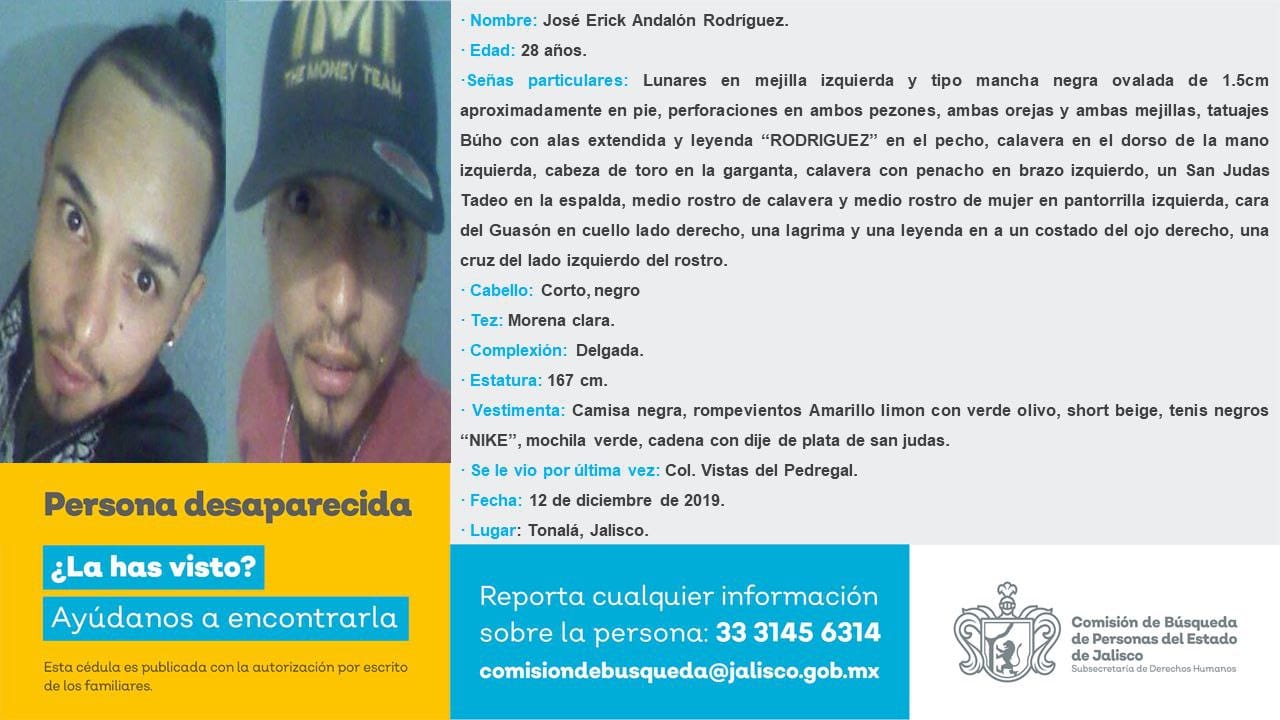 TMT
THE MONEY TEAM
· Nombre: José Erick Andalón Rodríguez.
· Edad: 28 años.
·Señas particulares: Lunares en mejilla izquierda y tipo mancha negra ovalada de 1.5cm
aproximadamente en pie, perforaciones en ambos pezones, ambas orejas y ambas mejillas, tatuajes
Búho con alas extendida y leyenda “RODRIGUEZ” en el pecho, calavera en el dorso de la mano
izquierda, cabeza de toro en la garganta, calavera con penacho en brazo izquierdo, un San Judas
Tadeo en la espalda, medio rostro de calavera y medio rostro de mujer en pantorrilla izquierda, cara
del Guasón en cuello lado derecho, una lagrima y una leyenda en a un costado del ojo derecho, una
cruz del lado izquierdo del rostro.
· Cabello: Corto, negro
· Tez: Morena clara.
· Complexión: Delgada.
· Estatura: 167 cm.
· Vestimenta: Camisa negra, rompevientos Amarillo limon con verde olivo, short beige, tenis negros
“NIKE”, mochila verde, cadena con dije de plata de san judas.
· Se le vio por última vez: Col. Vistas del Pedregal.
· Fecha: 12 de diciembre de 2019.
· Lugar: Tonalá, Jalisco.
Persona desaparecida
¿La has visto?
Ayúdanos a encontrarla
Esta cédula es publicada con la autorización por escrito
de los familiares.
Reporta cualquier información
sobre la persona: 33 3145 6314
comisiondebusqueda@jalisco.gob.mx
Comisión de Búsqueda
de Personas del Estado
de Jalisco
Subsecretaría de Derechos Humanos